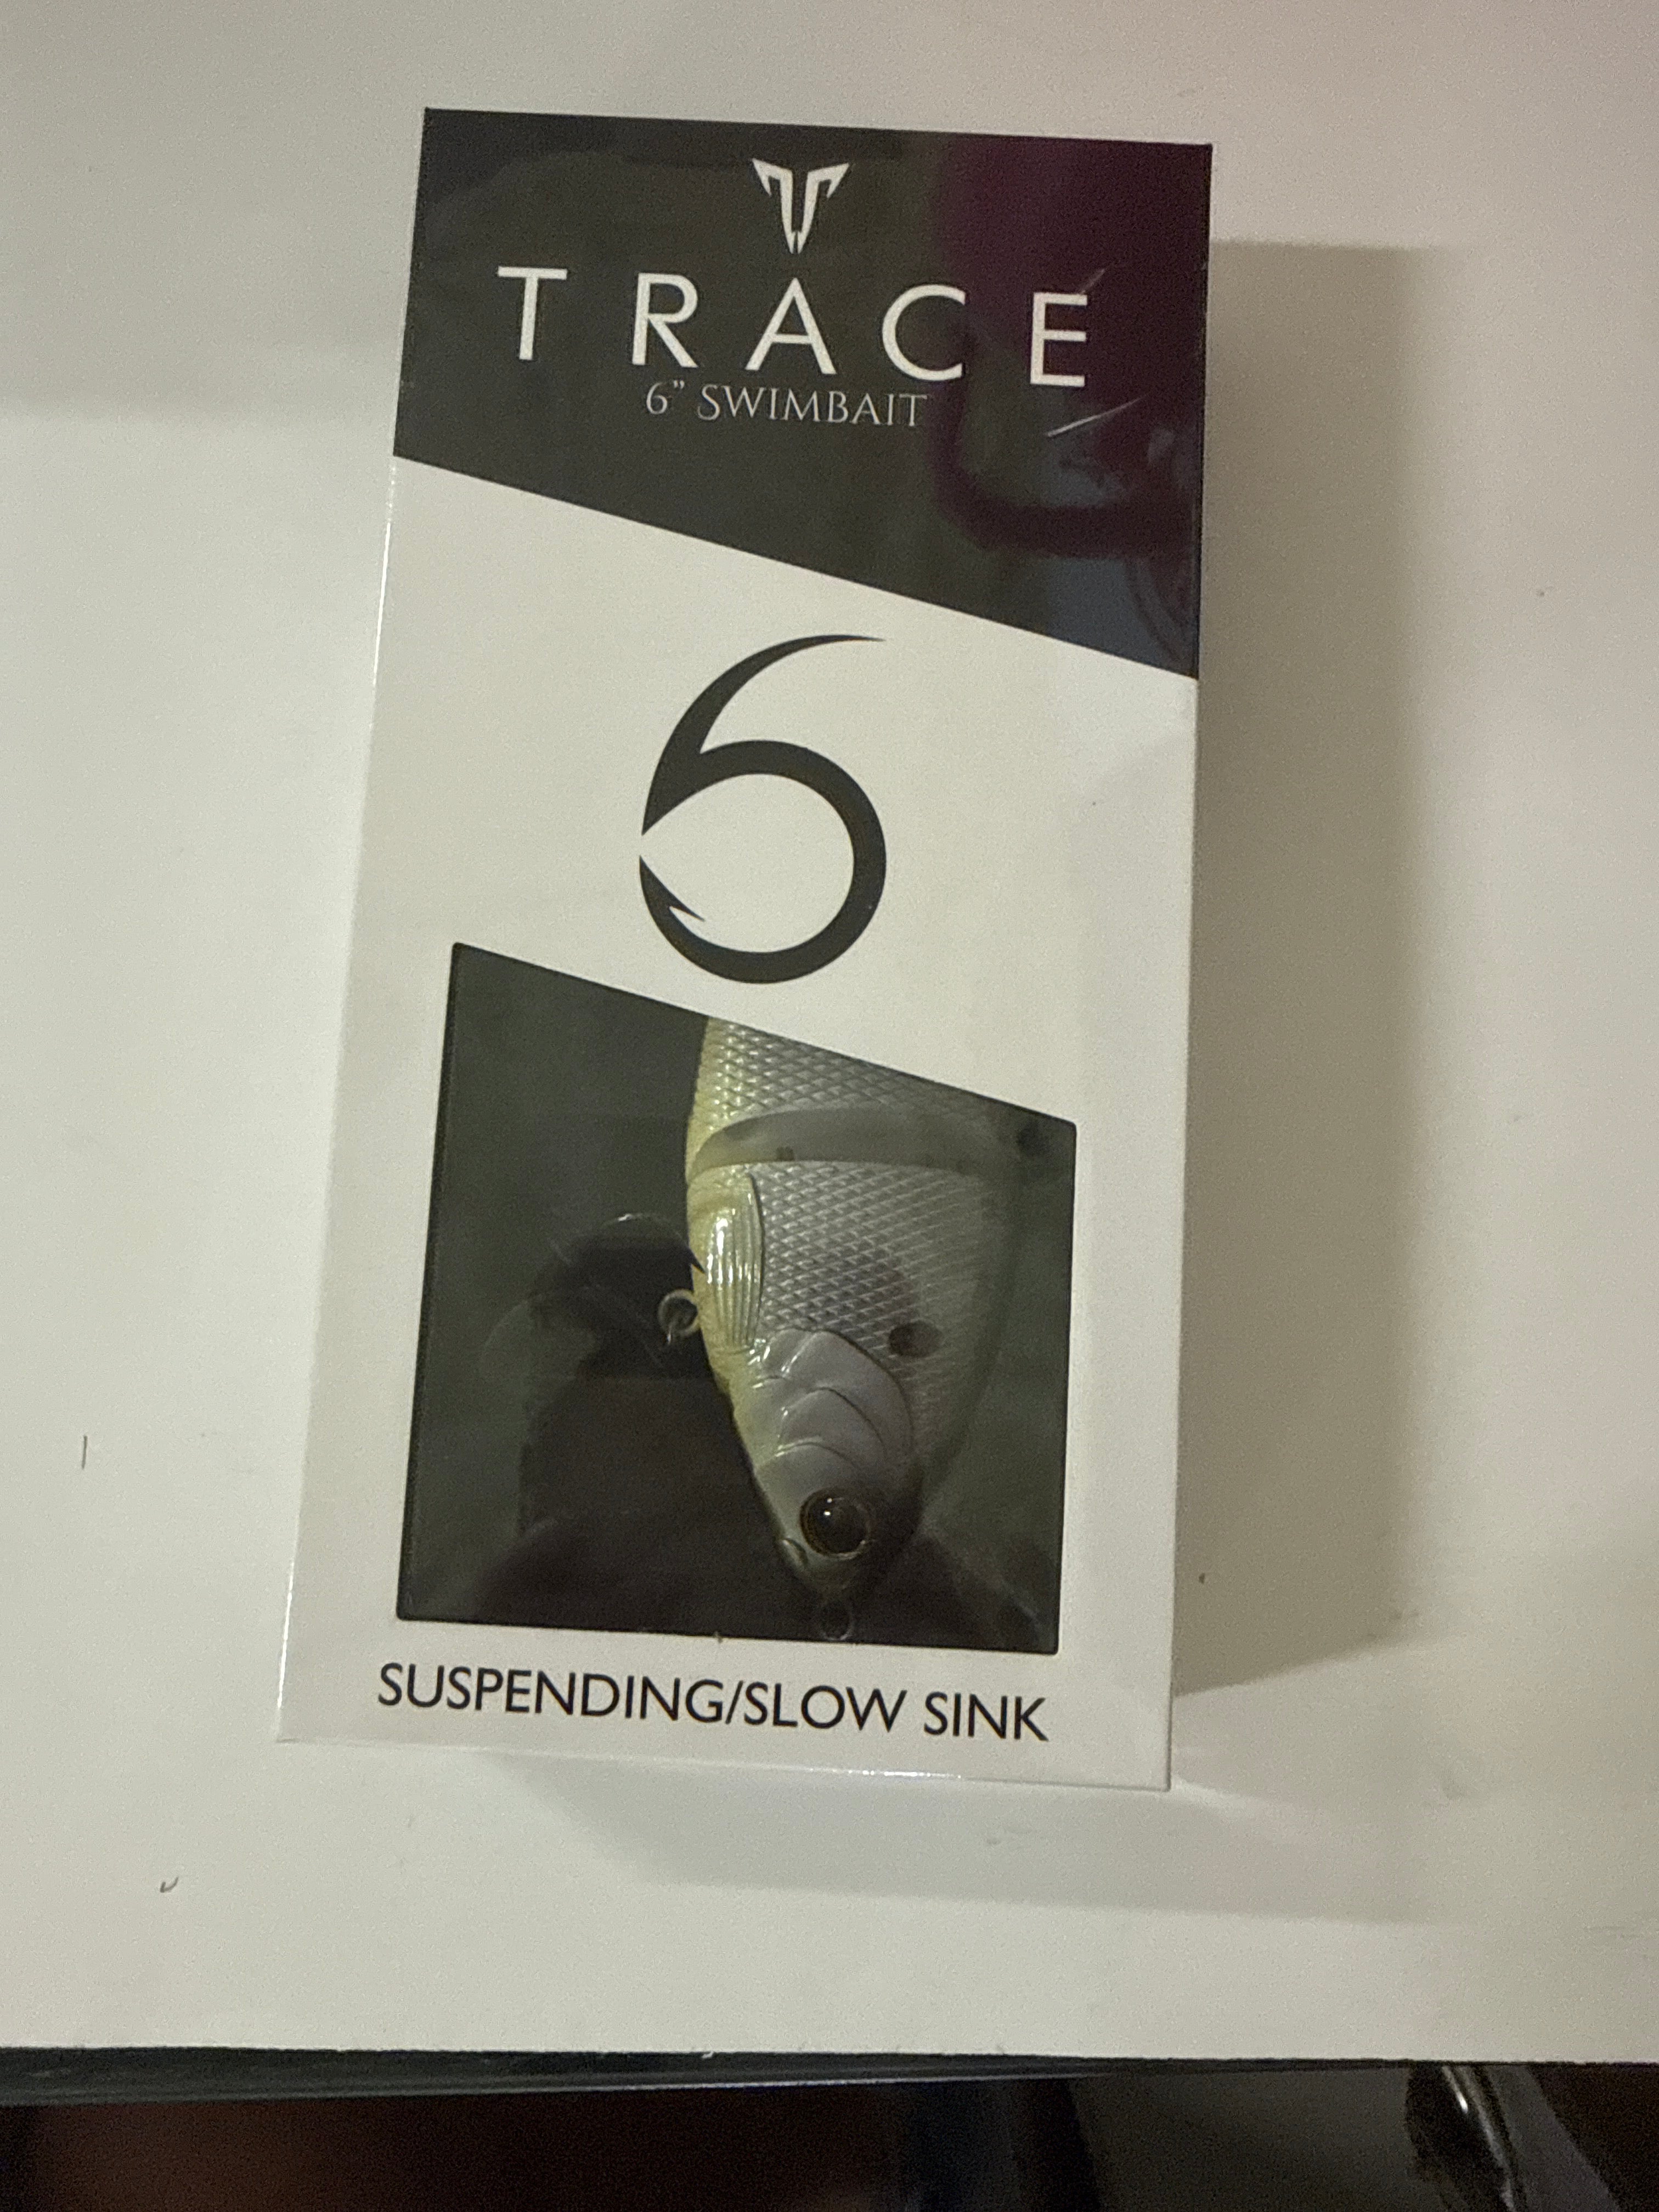 TRACE
6" SWIMBAIT
6
SUSPENDING/SLOW SINK